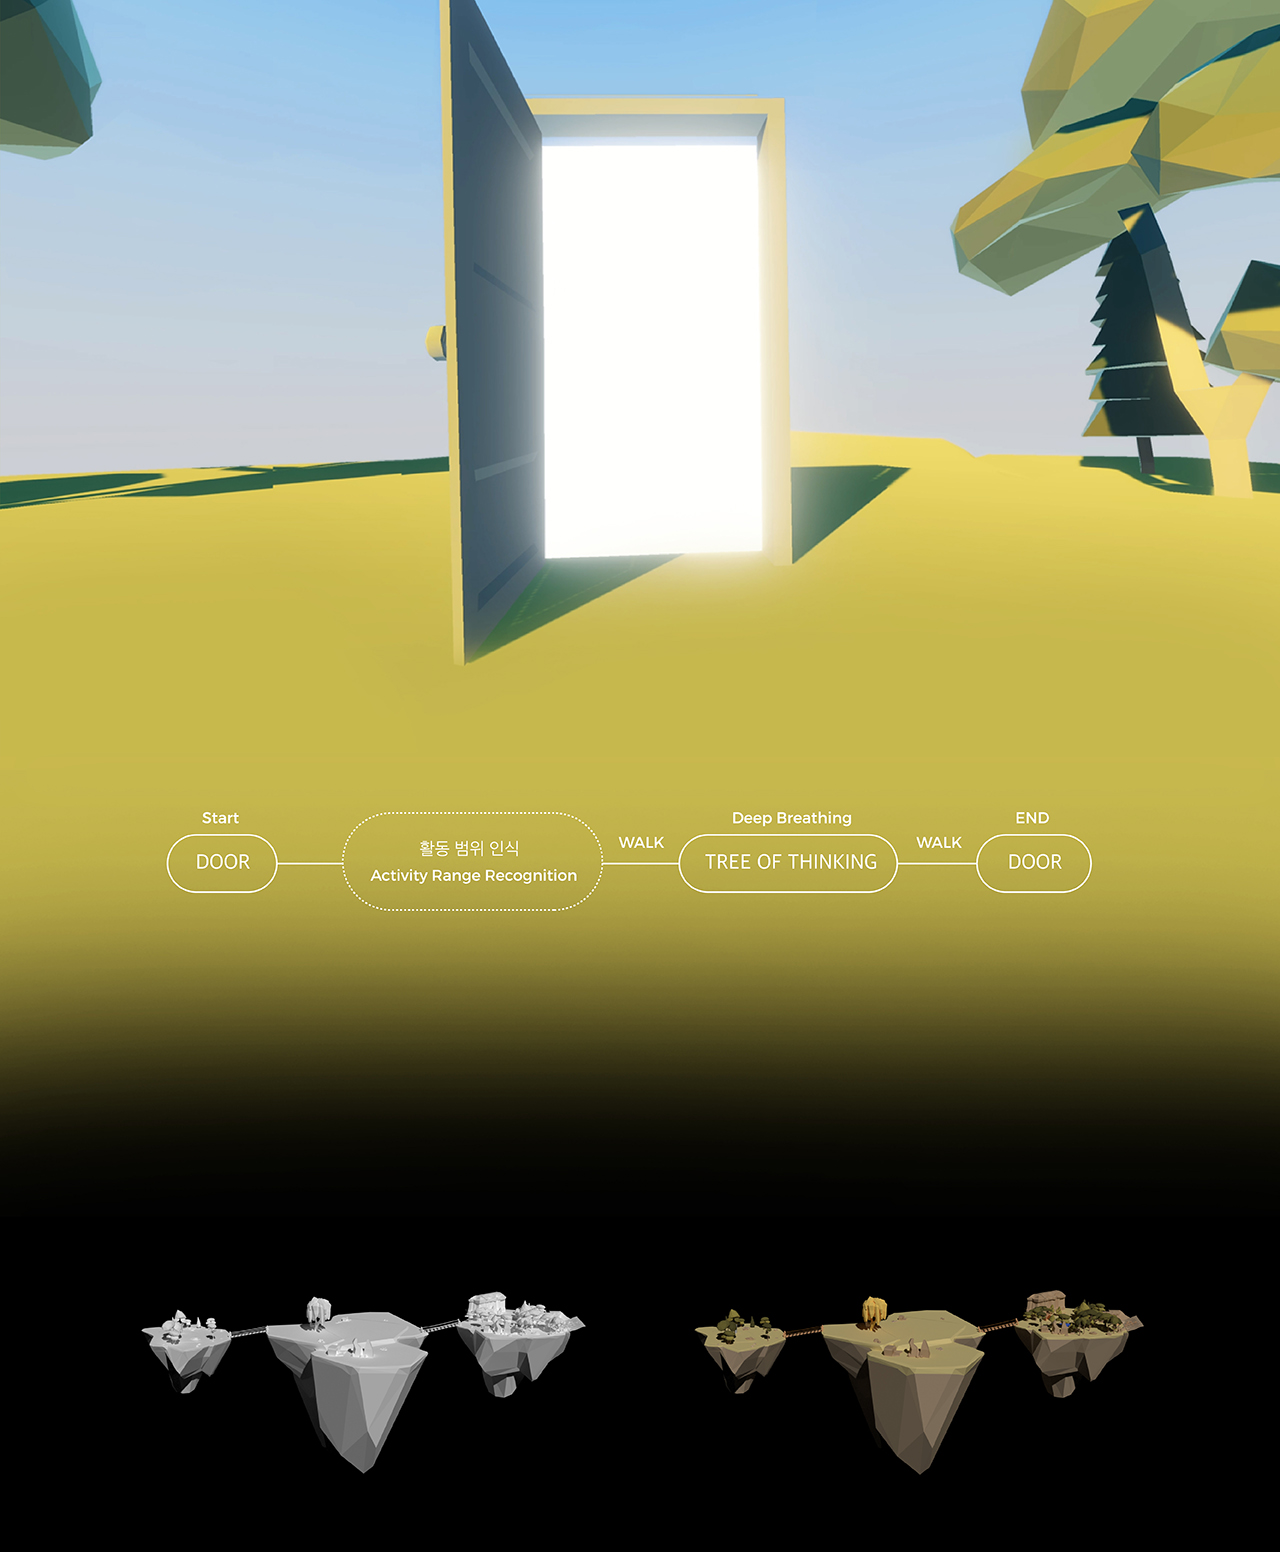 Start
DOOR
활동 범위 인식
Activity Range Recognition
WALK
Deep Breathing
TREE OF THINKING
WALK
END
DOOR